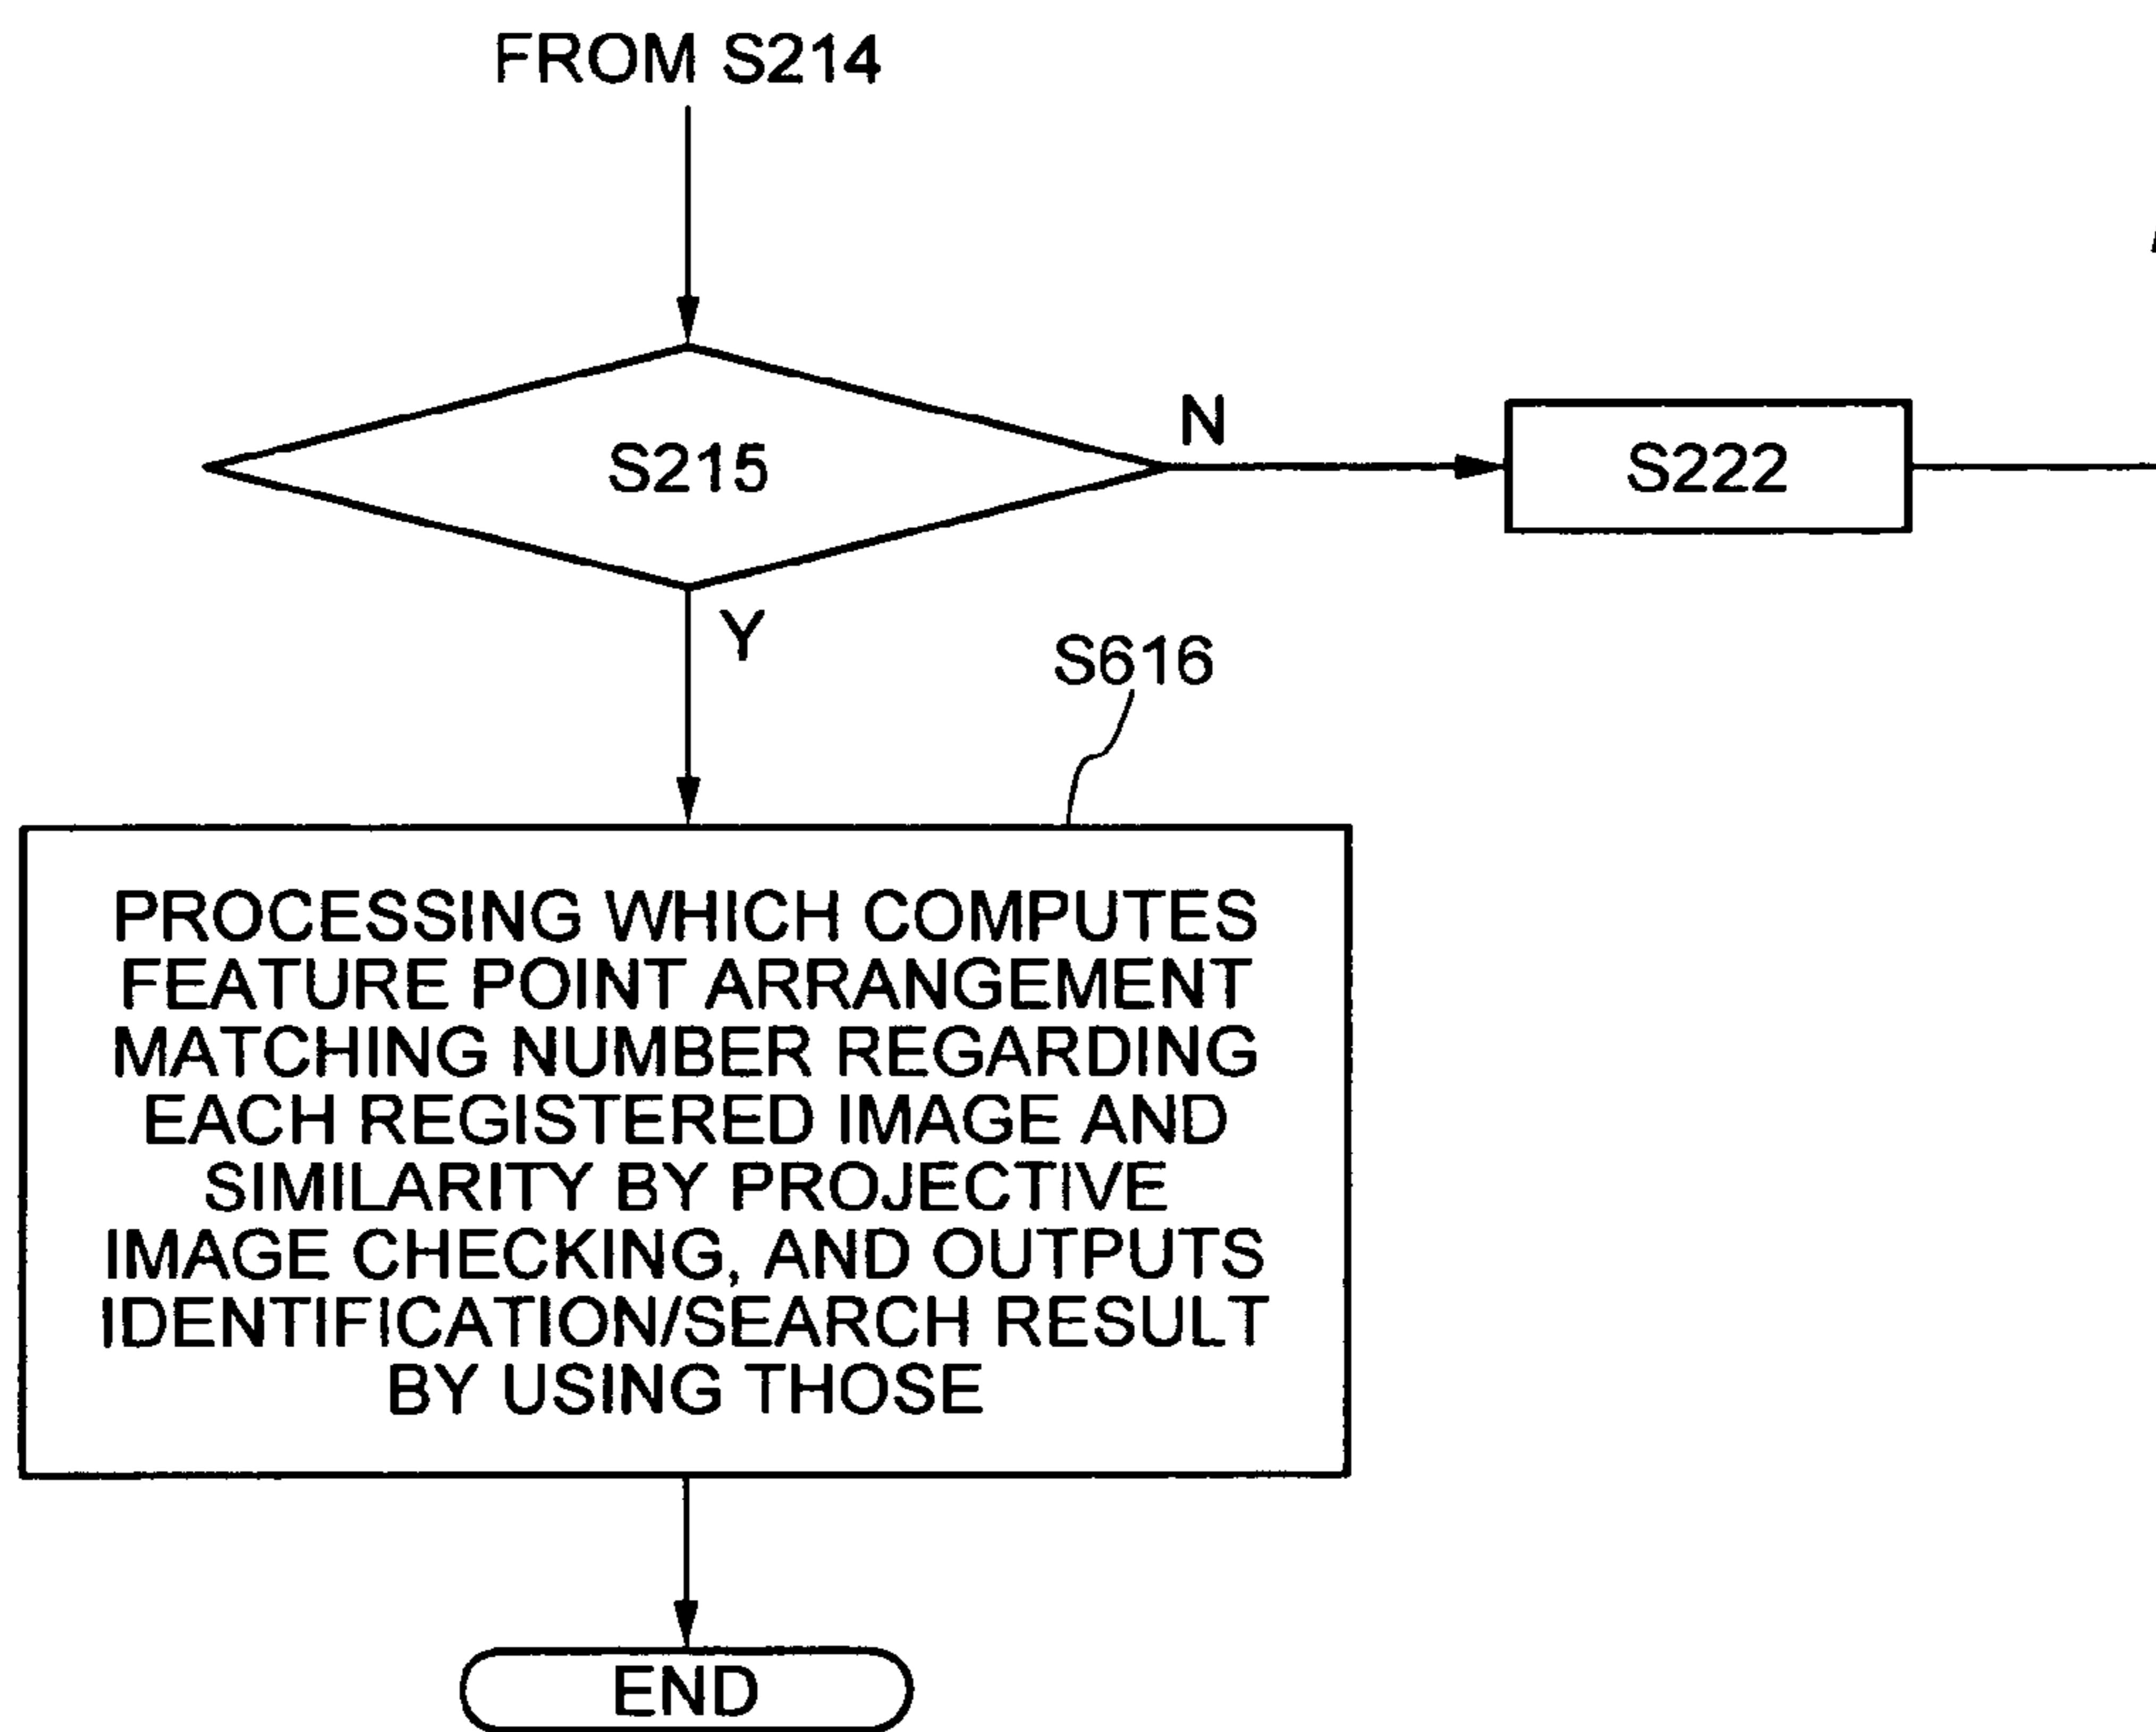 FROM S214
S215
N
S222
Y
S616
PROCESSING WHICH COMPUTES
FEATURE POINT ARRANGEMENT
MATCHING NUMBER REGARDING
EACH REGISTERED IMAGE AND
SIMILARITY BY PROJECTIVE
IMAGE CHECKING, AND OUTPUTS
IDENTIFICATION/SEARCH RESULT
BY USING THOSE
END